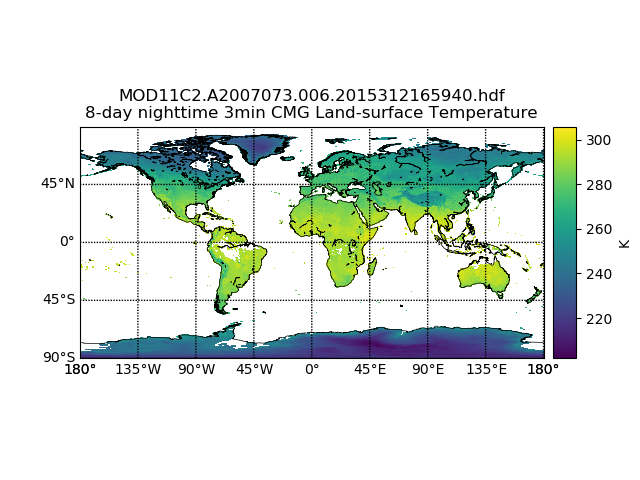 MOD11C2.A2007073.006.2015312165940.hdf
8-day nighttime 3min CMG Land-surface Temperature
45°N
0°
45°S
90°S
180° 135°W 90°W 45°W 0° 45°E 90°E 135°E 180°
300
280
260
240
220
K